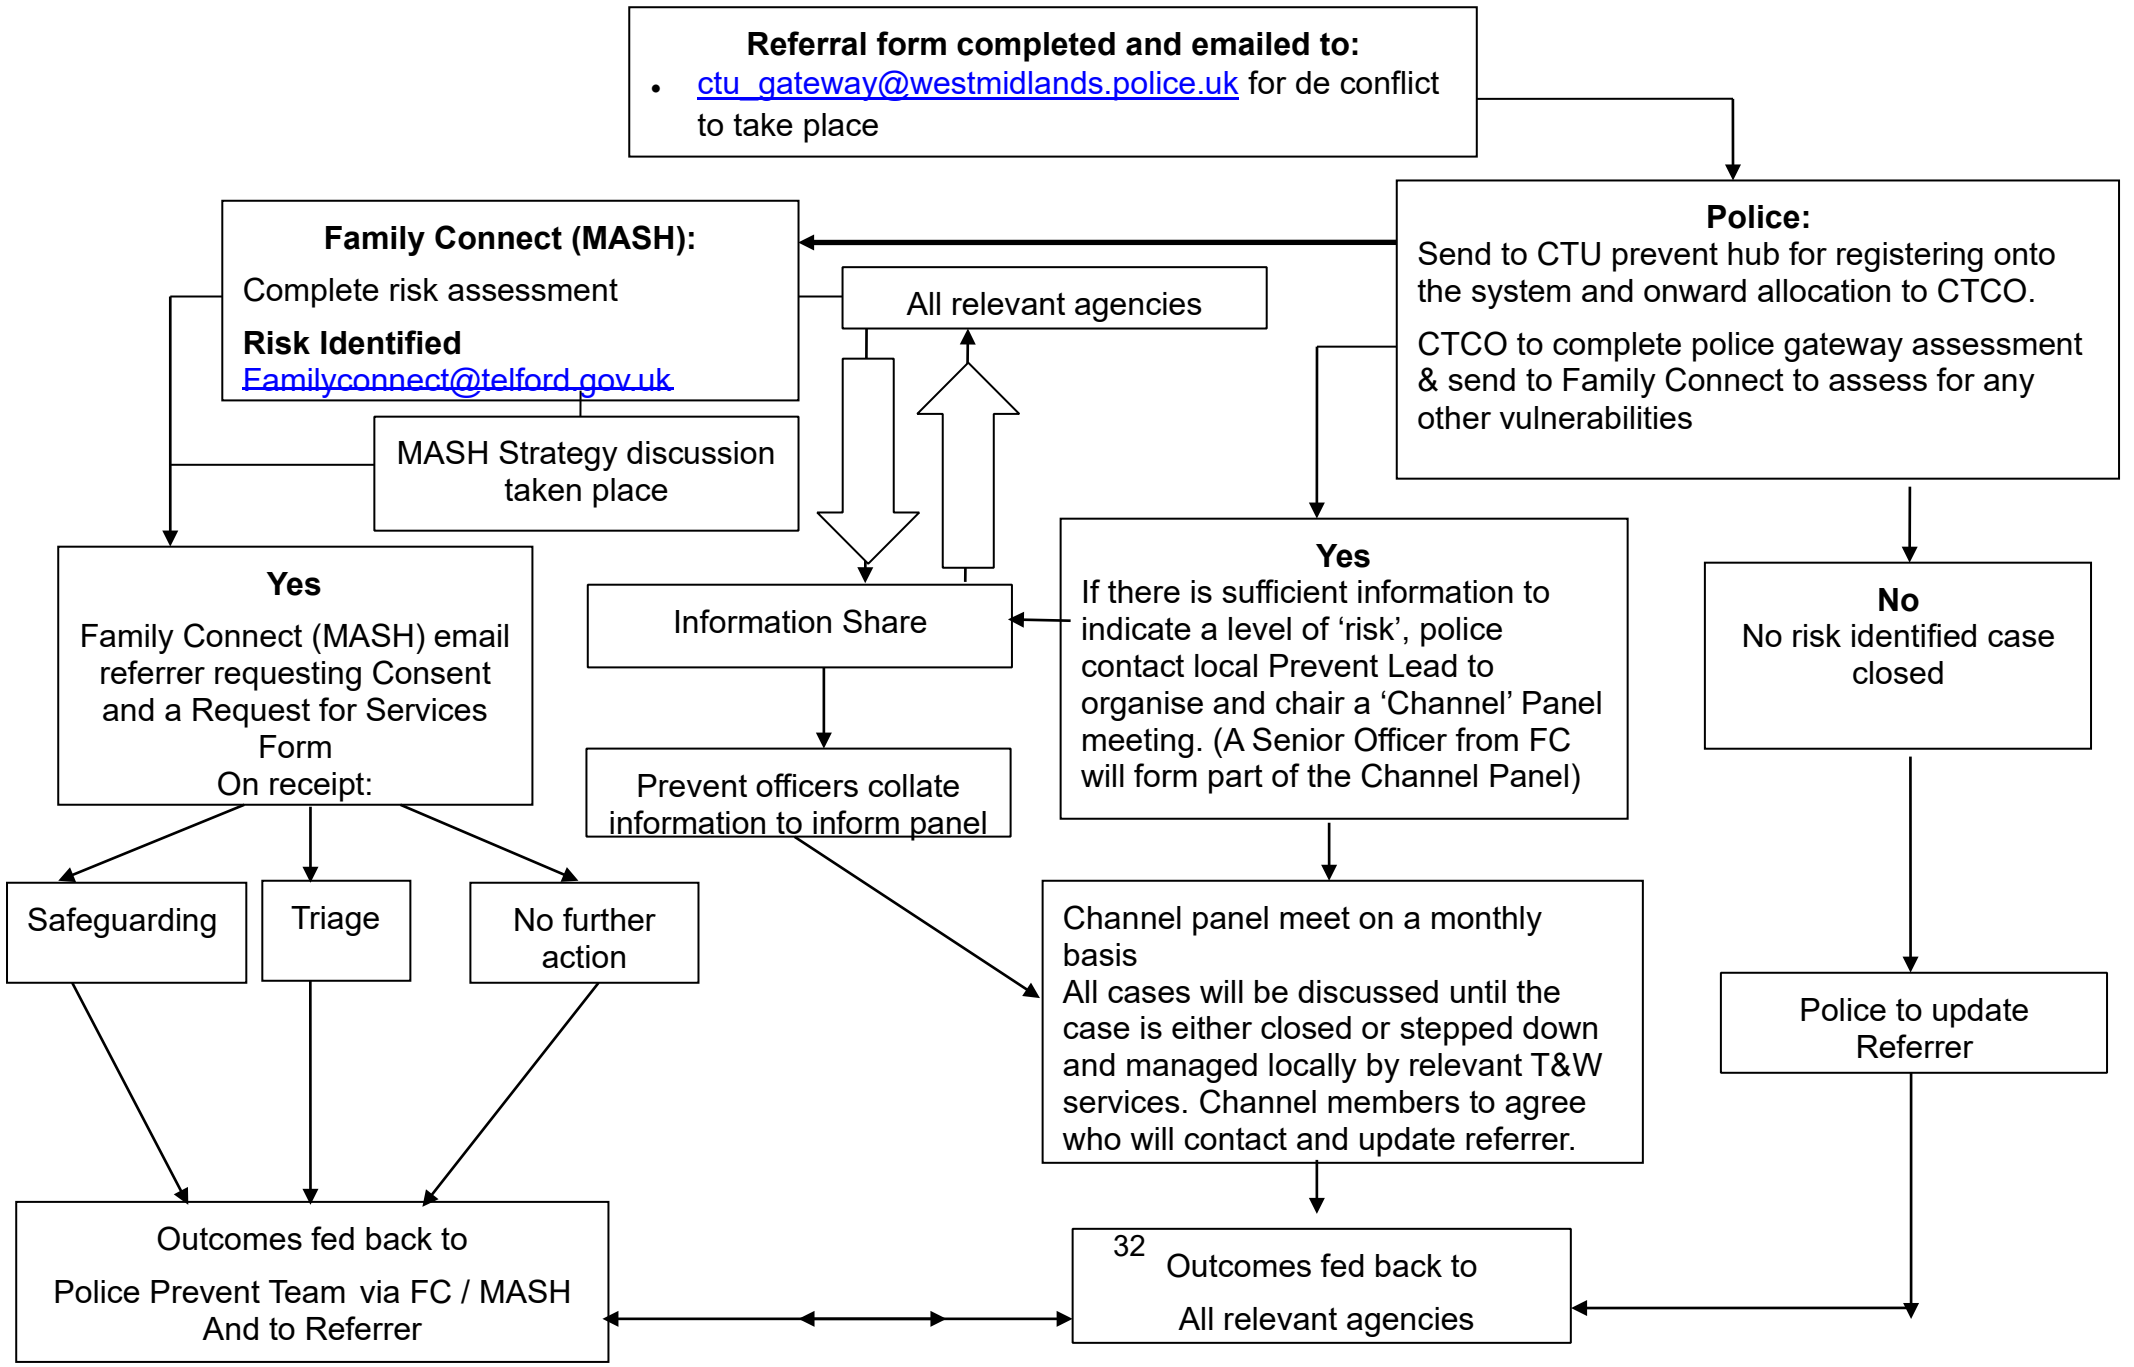 Referral form completed and emailed to:
• ctu_gateway@westmidlands.police.uk for de conflict
to take place
Police:
Send to CTU prevent hub for registering onto
the system and onward allocation to CTCO.
CTCO to complete police gateway assessment
& send to Family Connect to assess for any
other vulnerabilities
Family Connect (MASH):
Complete risk assessment
Risk Identified
Familyconnect@telford.gov.uk
All relevant agencies
MASH Strategy discussion
taken place
Yes
Family Connect (MASH) email
referrer requesting Consent
and a Request for Services
Form
On receipt:
Information Share
Yes
If there is sufficient information to
indicate a level of ‘risk’, police
contact local Prevent Lead to
organise and chair a ‘Channel’ Panel
meeting. (A Senior Officer from FC
will form part of the Channel Panel)
No
No risk identified case
closed
Prevent officers collate
information to inform panel
Safeguarding
Triage
No further
action
Channel panel meet on a monthly
basis
All cases will be discussed until the
case is either closed or stepped down
and managed locally by relevant T&W
services. Channel members to agree
who will contact and update referrer.
Police to update
Referrer
Outcomes fed back to
Police Prevent Team via FC / MASH
And to Referrer
32
Outcomes fed back to
All relevant agencies